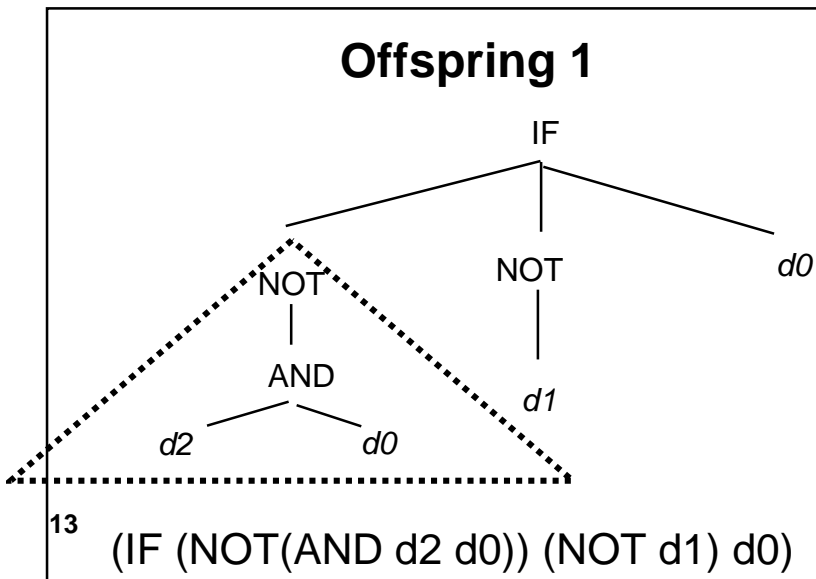 Offspring 1
IF
NOT
NOT
d0
AND
d1
d2 d0
13
(IF (NOT(AND d2 d0)) (NOT d1) d0)